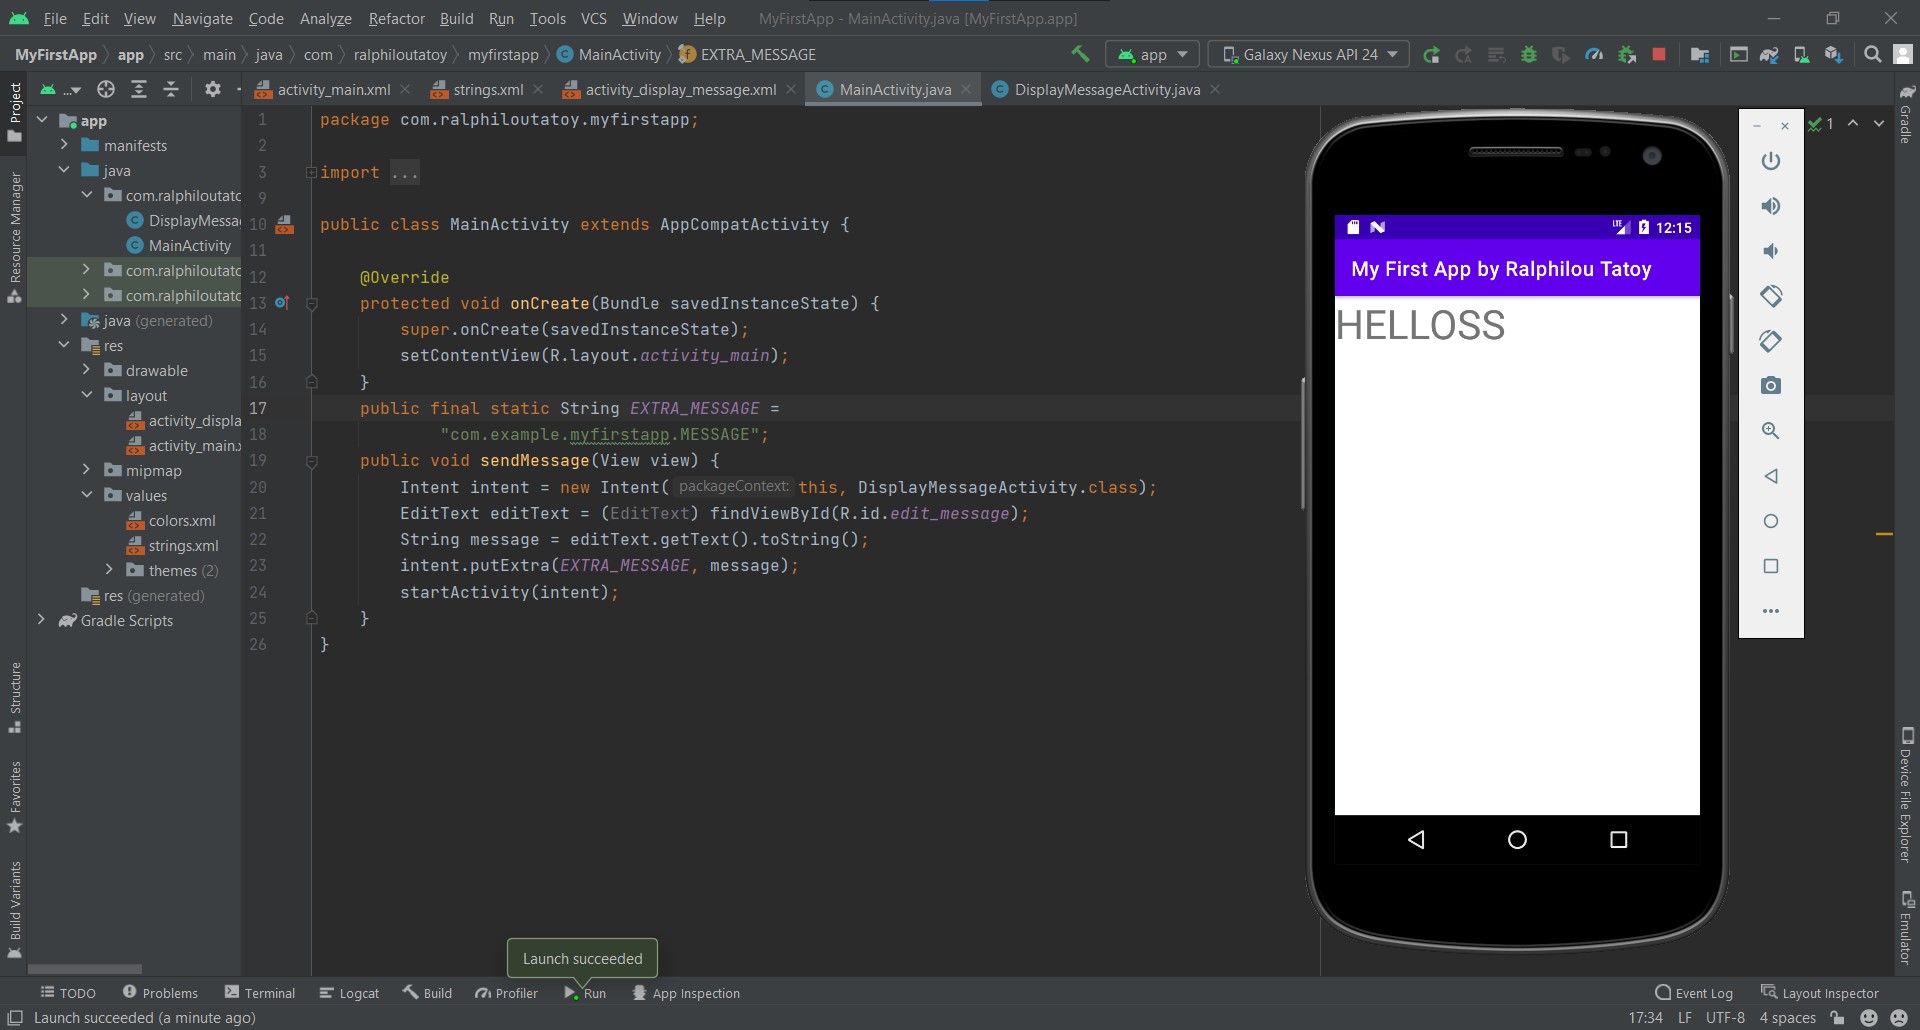 File Edit View Navigate Code Analyze Refactor Build Run Tools VCS Window Help MyFirstApp - MainActivity.java [MyFirstApp.app]
MyFirstApp app src main java com ralphiloutatoy myfirstapp MainActivity EXTRA_MESSAGE app Galaxy Nexus API 24
... activity_main.xml strings.xml activity_display_message.xml MainActivity.java DisplayMessageActivity.java
Project
Resource Manager
Structure
Favorites
Build Variants
app
manifests
java
com.ralphiloutatc
DisplayMessa
MainActivity
com.ralphiloutatc
com.ralphiloutatc
java (generated)
res
drawable
layout
activity_displa
activity_main.x
mipmap
values
colors.xml
strings.xml
themes (2)
res (generated)
Gradle Scripts
1 package com.ralphiloutatoy.myfirstapp;
2
3 import ...
9
10 public class MainActivity extends AppCompatActivity {
11
12 @Override
13 protected void onCreate(Bundle savedInstanceState) {
14 super.onCreate(savedInstanceState);
15 setContentView(R.layout.activity_main);
16 }
17 public final static String EXTRA_MESSAGE =
18 "com.example.myfirstapp.MESSAGE";
19 public void sendMessage(View view) {
20 Intent intent = new Intent( packageContext: this, DisplayMessageActivity.class);
21 EditText editText = (EditText) findViewById(R.id.edit_message);
22 String message = editText.getText().toString();
23 intent.putExtra(EXTRA_MESSAGE, message);
24 startActivity(intent);
25 }
26 }
LTE 12:15
My First App by Ralphilou Tatoy
HELLOSS
1
Gradle
Device File Explorer
Emulator
Launch succeeded
TODO Problems Terminal Logcat Build Profiler Run App Inspection Event Log Layout Inspector
Launch succeeded (a minute ago) 17:34 LF UTF-8 4 spaces